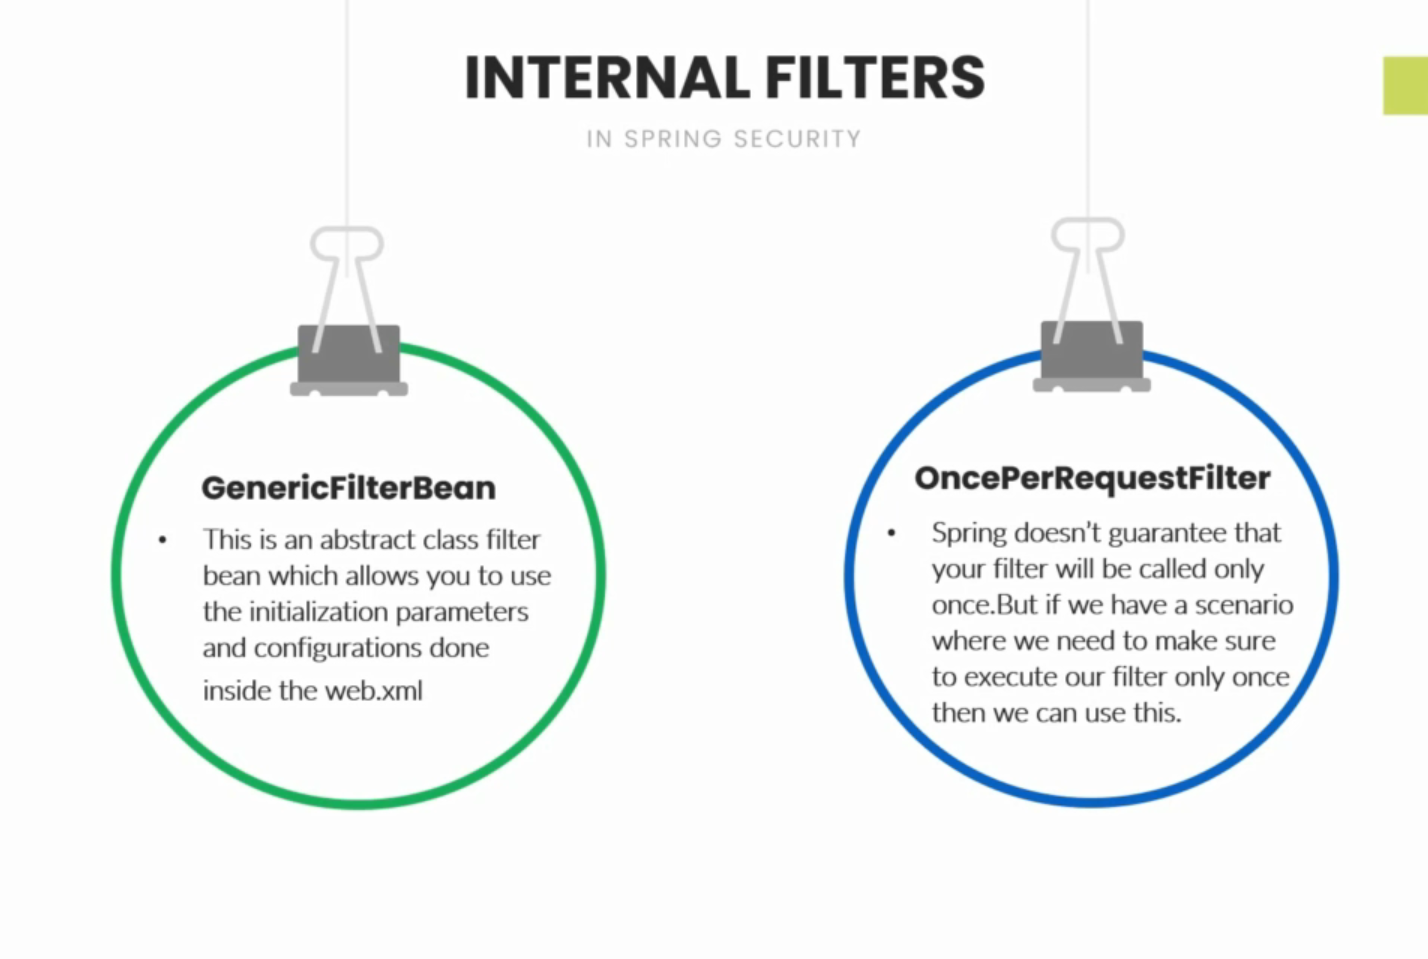 INTERNAL FILTERS
IN SPRING SECURITY
GenericFilterBean
• This is an abstract class filter
bean which allows you to use
the initialization parameters
and configurations done
inside the web.xml
OncePerRequestFilter
• Spring doesn't guarantee that
your filter will be called only
once.But if we have a scenario
where we need to make sure
to execute our filter only once
then we can use this.